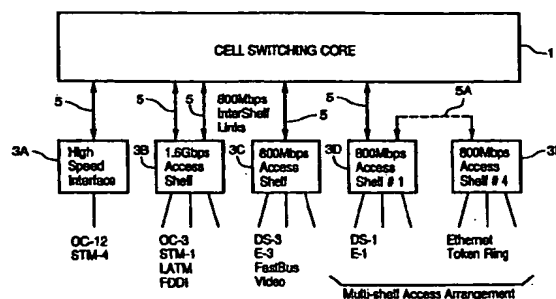 CELL SWITCHING CORE
1
5
5
5
800Mbps
InterShelf
Links
5
5
5A
3A
High
Speed
Interface
3B
1.6Gbps
Access
Shelf
3C
800Mbps
Access
Shelf
3D
800Mbps
Access
Shelf # 1
800Mbps
Access
Shelf # 4
OC-12
STM-4
OC-3
STM-1
LATM
FDDI
DS-3
E-3
FastBus
Video
DS-1
E-1
Ethernet
Token Ring
Multi-shelf Access Arrangement